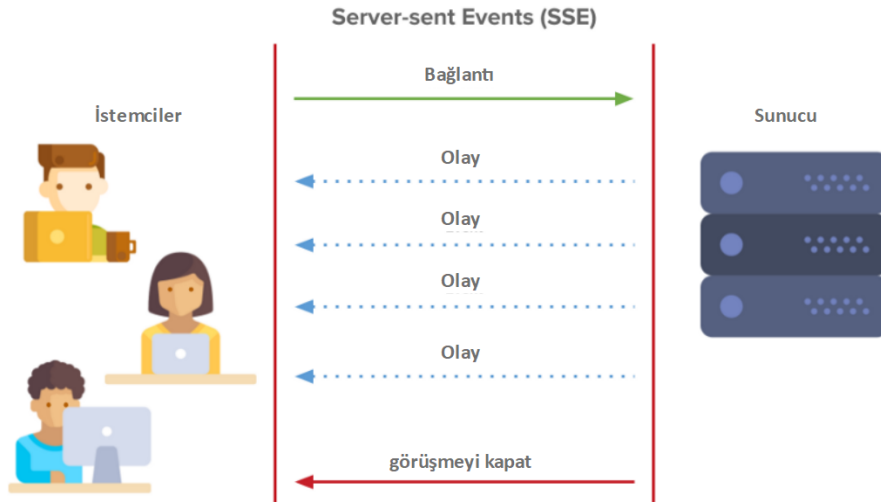 Server-sent Events (SSE)
Bağlantı
İstemciler
Sunucu
Olay
Olay
Olay
Olay
görüşmeyi kapat